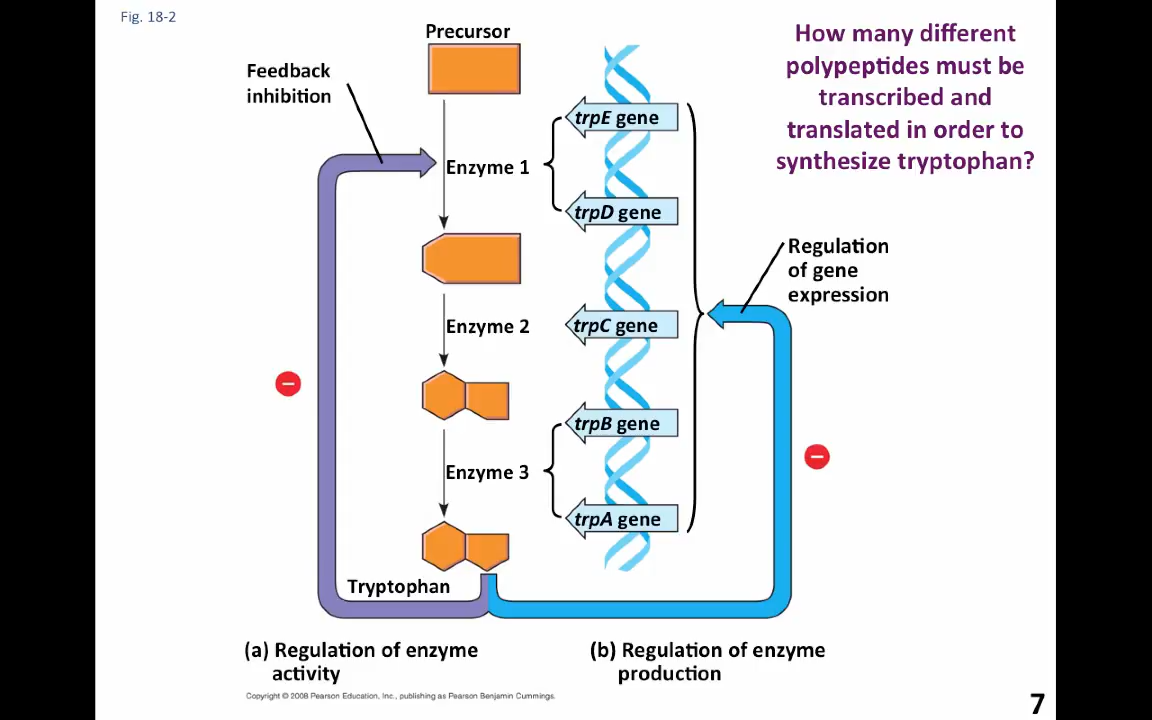 Fig. 18-2
Precursor
How many different
polypeptides must be
transcribed and
translated in order to
synthesize tryptophan?
Feedback
inhibition
trpE gene
Enzyme 1
trpD gene
Regulation
of gene
expression
Enzyme 2
trpC gene
–
trpB gene
Enzyme 3
–
trpA gene
Tryptophan
(a) Regulation of enzyme
activity
(b) Regulation of enzyme
production
Copyright © 2008 Pearson Education, Inc., publishing as Pearson Benjamin Cummings.
7